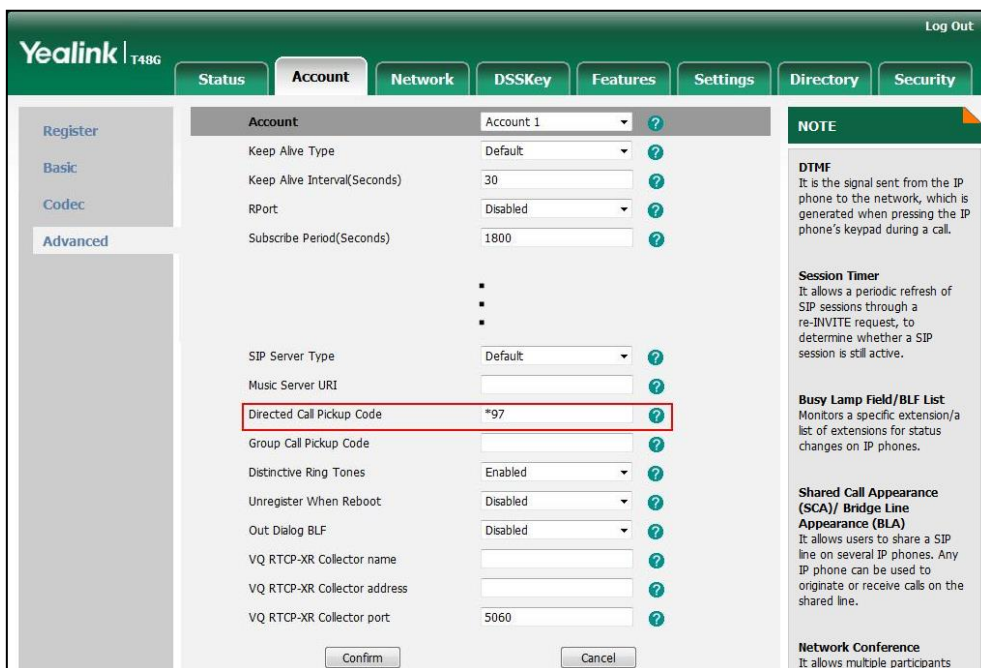 Log Out
Yealink T48G
Status Account Network DSSKey Features Settings Directory Security
Register
Basic
Codec
Advanced
Account Account 1 ?
Keep Alive Type Default ?
Keep Alive Interval(Seconds) 30 ?
RPort Disabled ?
Subscribe Period(Seconds) 1800 ?
SIP Server Type Default ?
Music Server URI ?
Directed Call Pickup Code *97 ?
Group Call Pickup Code ?
Distinctive Ring Tones Enabled ?
Unregister When Reboot Disabled ?
Out Dialog BLF Disabled ?
VQ RTCP-XR Collector name ?
VQ RTCP-XR Collector address ?
VQ RTCP-XR Collector port 5060 ?
Confirm Cancel
NOTE
DTMF
It is the signal sent from the IP
phone to the network, which is
generated when pressing the IP
phone's keypad during a call.
Session Timer
It allows a periodic refresh of
SIP sessions through a
re-INVITE request, to
determine whether a SIP
session is still active.
Busy Lamp Field/BLF List
Monitors a specific extension/a
list of extensions for status
changes on IP phones.
Shared Call Appearance
(SCA)/ Bridge Line
Appearance (BLA)
It allows users to share a SIP
line on several IP phones. Any
IP phone can be used to
originate or receive calls on the
shared line.
Network Conference
It allows multiple participants